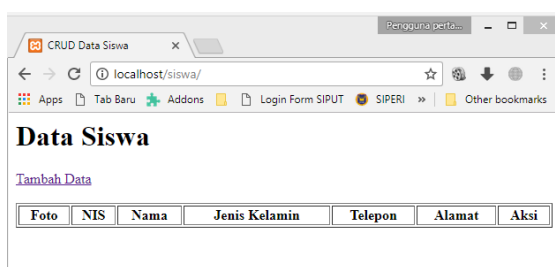 Pengguna perta...
CRUD Data Siswa
localhost/siswa/
Apps Tab Baru Addons Login Form SIPUT SIPERI » Other bookmarks
Data Siswa
Tambah Data
Foto NIS Nama Jenis Kelamin Telepon Alamat Aksi